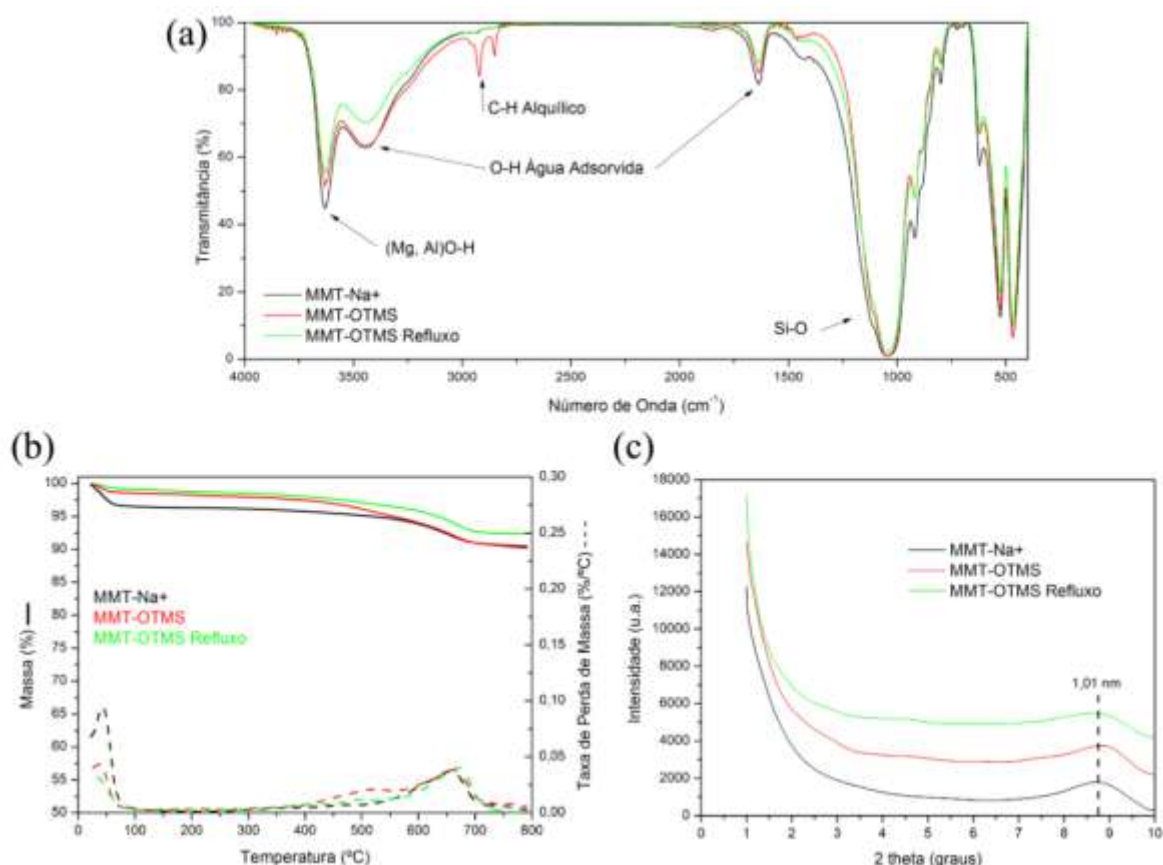 (a)
100
80
60
40
20
0
Transmitância (%)
C-H Alquílico
O-H Água Adsorvida
(Mg, Al)O-H
Si-O
MMT-Na+
MMT-OTMS
MMT-OTMS Refluxo
4000 3500 3000 2500 2000 1500 1000 500
Número de Onda (cm⁻¹)
(b)
100
95
90
85
80
75
70
65
60
55
50
Massa (%)
MMT-Na+
MMT-OTMS
MMT-OTMS Refluxo
0,30
0,25
0,20
0,15
0,10
0,05
0,00
Taxa de Perda de Massa (%/ºC)
0 100 200 300 400 500 600 700 800
Temperatura (ºC)
(c)
18000
16000
14000
12000
10000
8000
6000
4000
2000
0
Intensidade (u.a.)
MMT-Na+
MMT-OTMS
MMT-OTMS Refluxo
1,01 nm
0 1 2 3 4 5 6 7 8 9 10
2 theta (graus)